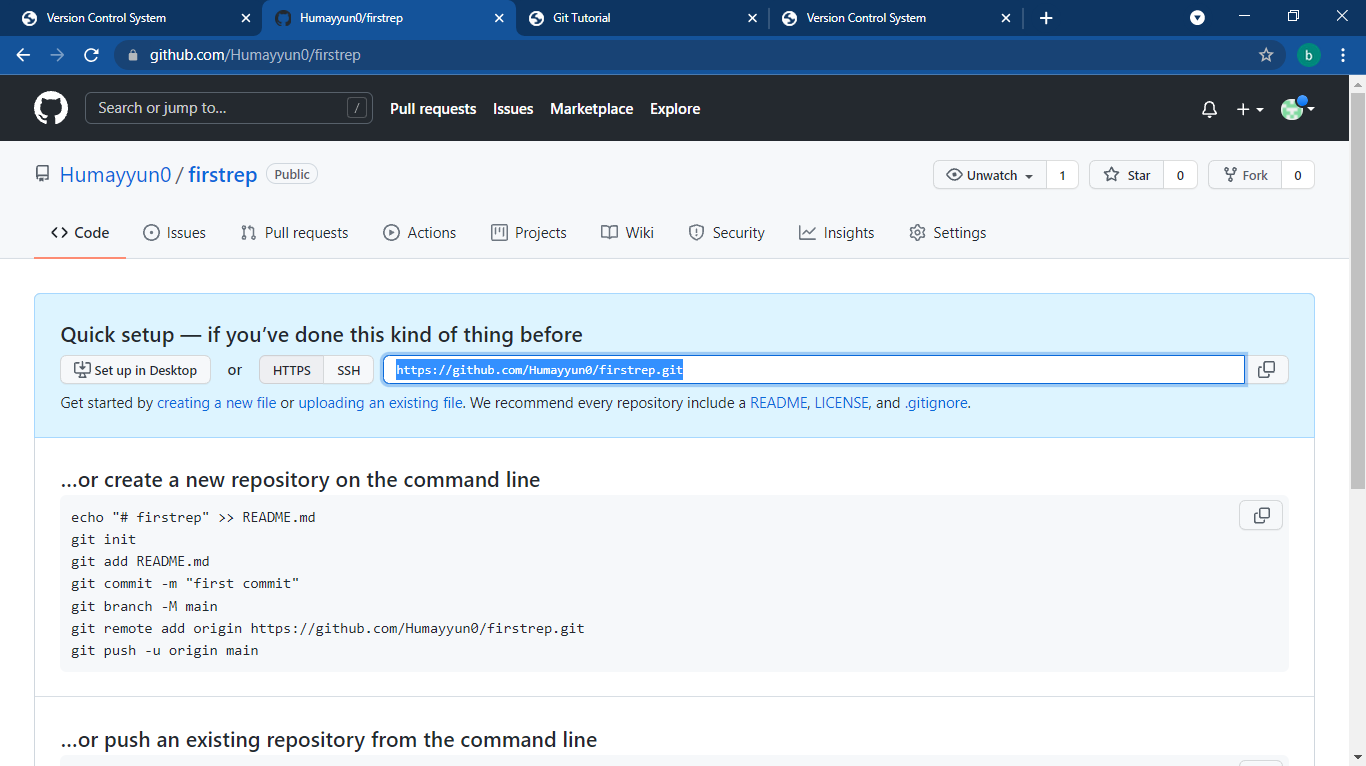 Version Control System
Humayyun0/firstrep
Git Tutorial
Version Control System
github.com/Humayyun0/firstrep
b
Search or jump to...
/
Pull requests
Issues
Marketplace
Explore
Humayyun0 / firstrep
Public
Unwatch
1
Star
0
Fork
0
Code
Issues
Pull requests
Actions
Projects
Wiki
Security
Insights
Settings
Quick setup — if you’ve done this kind of thing before
Set up in Desktop
or
HTTPS
SSH
https://github.com/Humayyun0/firstrep.git
Get started by creating a new file or uploading an existing file. We recommend every repository include a README, LICENSE, and .gitignore.
…or create a new repository on the command line
echo "# firstrep" >> README.md
git init
git add README.md
git commit -m "first commit"
git branch -M main
git remote add origin https://github.com/Humayyun0/firstrep.git
git push -u origin main
…or push an existing repository from the command line